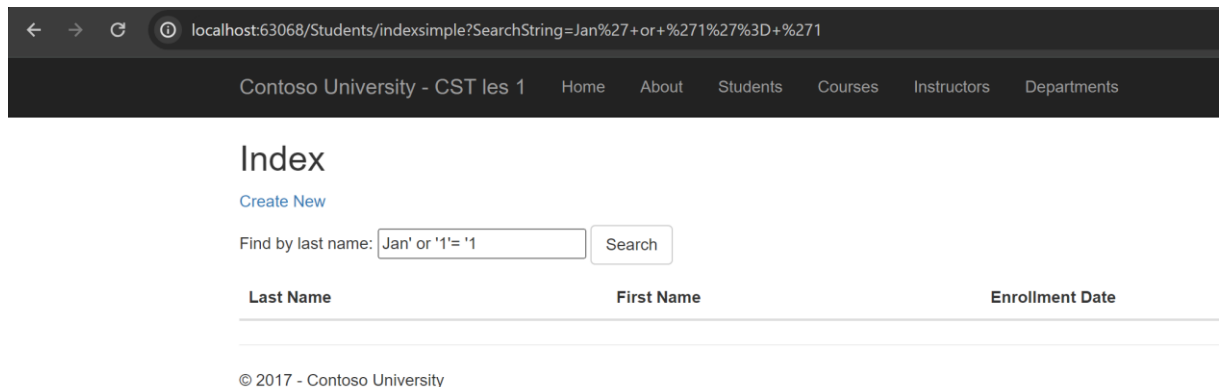 localhost:63068/Students/indexsimple?SearchString=Jan%27+or+%271%27%3D+%271
Contoso University - CST les 1 Home About Students Courses Instructors Departments
Index
Create New
Find by last name: Jan' or '1'= '1 Search
Last Name First Name Enrollment Date
© 2017 - Contoso University